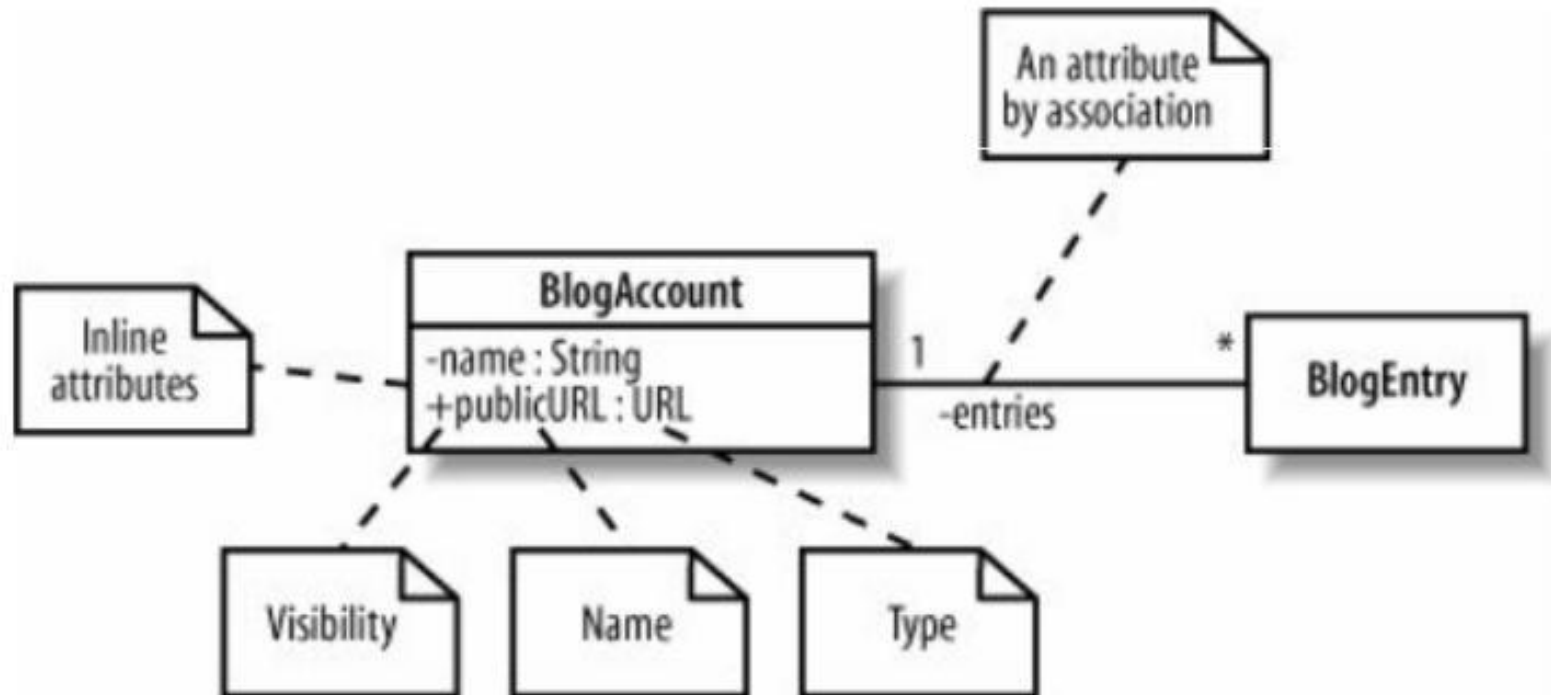 An attribute
by association
BlogAccount
Inline
attributes
-name : String
+publicURL : URL
1
*
-entries
BlogEntry
Visibility
Name
Type